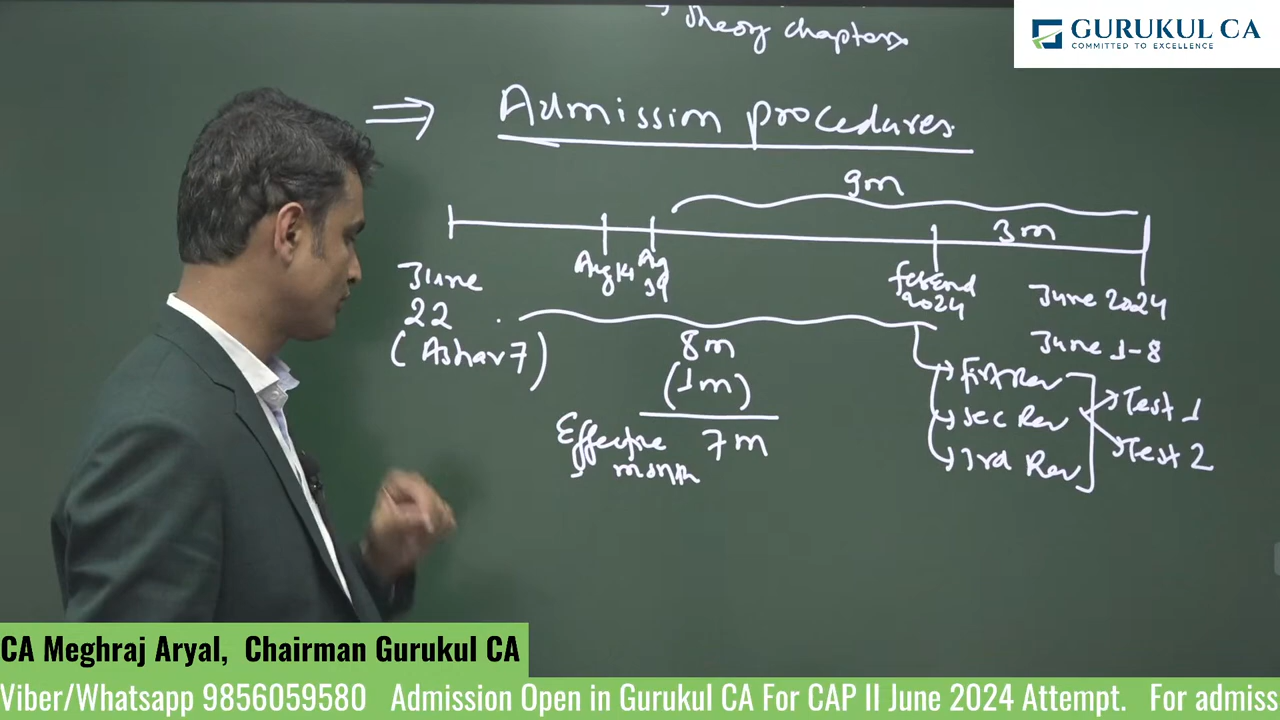 Theory chapters
GURUKUL CA
COMMITTED TO EXCELLENCE
⇒ Admission procedures
9m
3m
June
22
(Ashar 7)
Aug 14
Feb end
2024
June 2024
June 1-8
8m
(1m)
Effective 7m
month
First Rev
Sec Rev
3rd Rev
Test 1
Test 2
CA Meghraj Aryal, Chairman Gurukul CA
Viber/Whatsapp 9856059580 Admission Open in Gurukul CA For CAP II June 2024 Attempt. For admiss